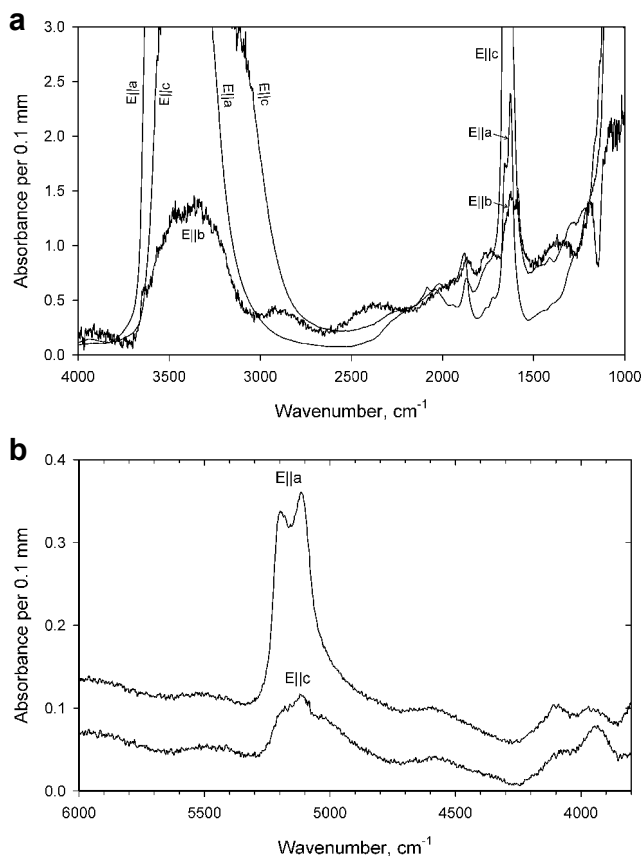 a
3.0
2.5
2.0
1.5
1.0
0.5
0.0
Absorbance per 0.1 mm
E||a
E||c
E||a
E||c
E||b
E||c
E||a
E||b
4000 3500 3000 2500 2000 1500 1000
Wavenumber, cm-1
b
0.4
0.3
0.2
0.1
0.0
Absorbance per 0.1 mm
E||a
E||c
6000 5500 5000 4500 4000
Wavenumber, cm-1